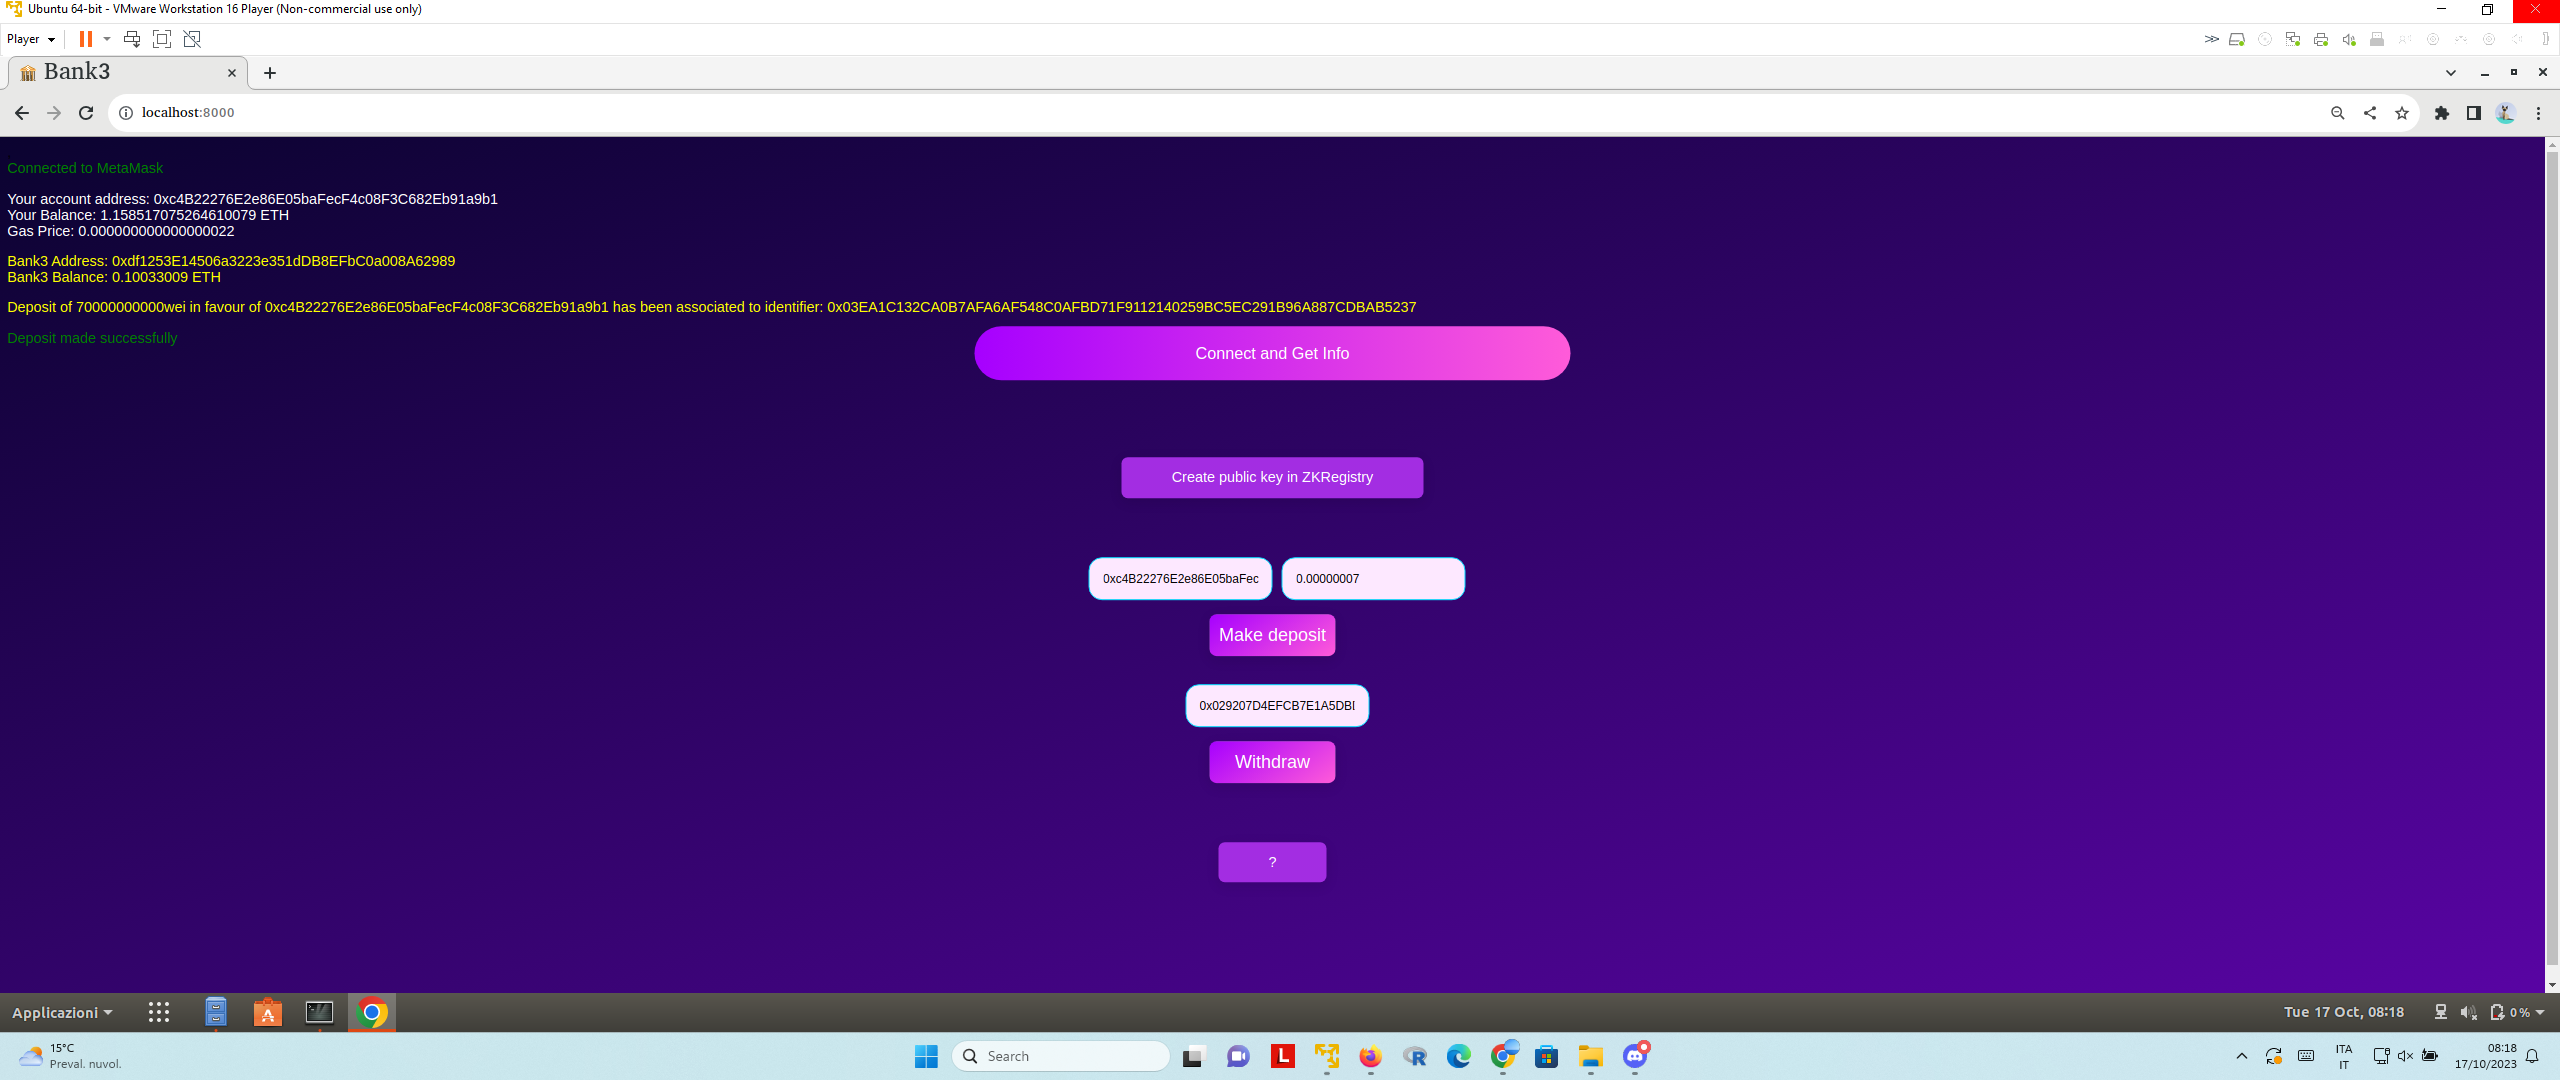 Ubuntu 64-bit - VMware Workstation 16 Player (Non-commercial use only)
Player
Bank3
localhost:8000
Connected to MetaMask
Your account address: 0xc4B22276E2e86E05baFecF4c08F3C682Eb91a9b1
Your Balance: 1.158517075264610079 ETH
Gas Price: 0.000000000000000022
Bank3 Address: 0xdf1253E14506a3223e351dDB8EFbC0a008A62989
Bank3 Balance: 0.10033009 ETH
Deposit of 70000000000wei in favour of 0xc4B22276E2e86E05baFecF4c08F3C682Eb91a9b1 has been associated to identifier: 0x03EA1C132CA0B7AFA6AF548C0AFBD71F9112140259BC5EC291B96A887CDBAB5237
Deposit made successfully
Connect and Get Info
Create public key in ZKRegistry
0xc4B22276E2e86E05baFec 0.00000007
Make deposit
0x029207D4EFCB7E1A5DBD
Withdraw
?
Applicazioni
Tue 17 Oct, 08:18
0 %
15°C
Preval. nuvol.
Search
ITA
IT
08:18
17/10/2023